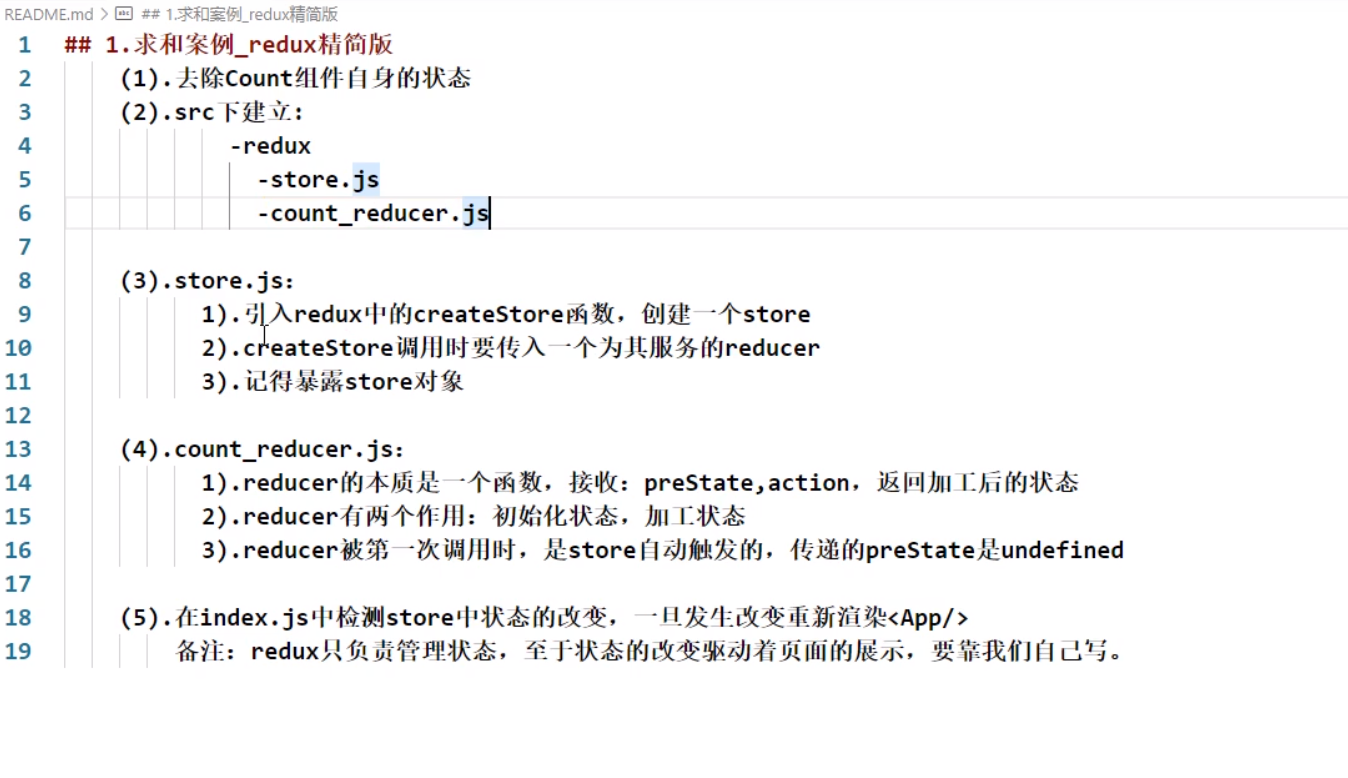 README.md > ## 1.求和案例_redux精简版
1 ## 1.求和案例_redux精简版
2 (1).去除Count组件自身的状态
3 (2).src下建立：
4 -redux
5 -store.js
6 -count_reducer.js
7
8 (3).store.js：
9 1).引入redux中的createStore函数，创建一个store
10 2).createStore调用时要传入一个为其服务的reducer
11 3).记得暴露store对象
12
13 (4).count_reducer.js：
14 1).reducer的本质是一个函数，接收：preState,action，返回加工后的状态
15 2).reducer有两个作用：初始化状态，加工状态
16 3).reducer被第一次调用时，是store自动触发的，传递的preState是undefined
17
18 (5).在index.js中检测store中状态的改变，一旦发生改变重新渲染<App/>
19 备注：redux只负责管理状态，至于状态的改变驱动着页面的展示，要靠我们自己写。